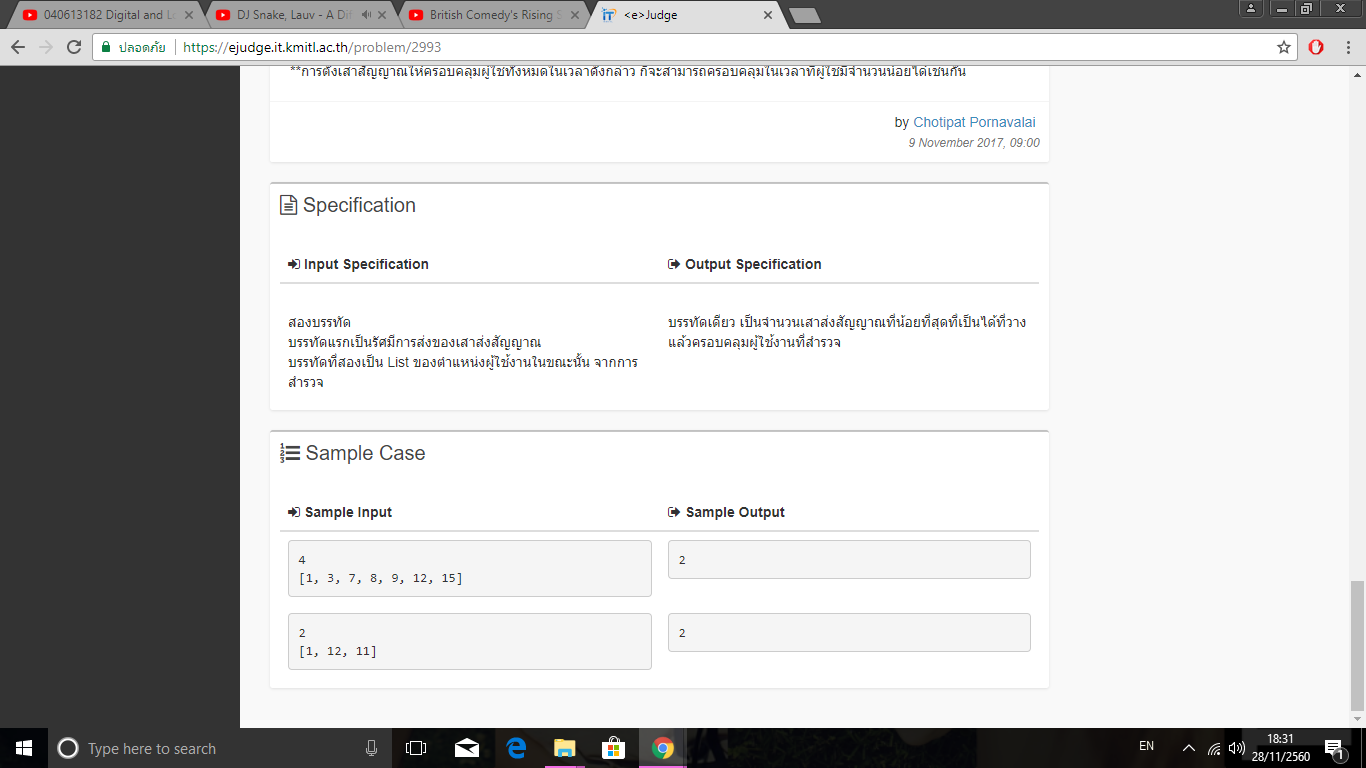 040613182 Digital and Lo
DJ Snake, Lauv - A Dif
British Comedy's Rising S
<e>Judge
ปลอดภัย
https://ejudge.it.kmitl.ac.th/problem/2993
**การตั้งเสาสัญญาณให้ครอบคลุมผู้ใช้ทั้งหมดในเวลาดังกล่าว ก็จะสามารถครอบคลุมในเวลาที่ผู้ใช้มีจำนวนน้อยได้เช่นกัน
by Chotipat Pornavalai
9 November 2017, 09:00
Specification
Input Specification
Output Specification
สองบรรทัด
บรรทัดแรกเป็นรัศมีการส่งของเสาส่งสัญญาณ
บรรทัดที่สองเป็น List ของตำแหน่งผู้ใช้งานในขณะนั้น จากการ
สำรวจ
บรรทัดเดียว เป็นจำนวนเสาส่งสัญญาณที่น้อยที่สุดที่เป็นได้ที่วาง
แล้วครอบคลุมผู้ใช้งานที่สำรวจ
Sample Case
Sample Input
Sample Output
4
[1, 3, 7, 8, 9, 12, 15]
2
2
[1, 12, 11]
2
Type here to search
EN
18:31
28/11/2560
1